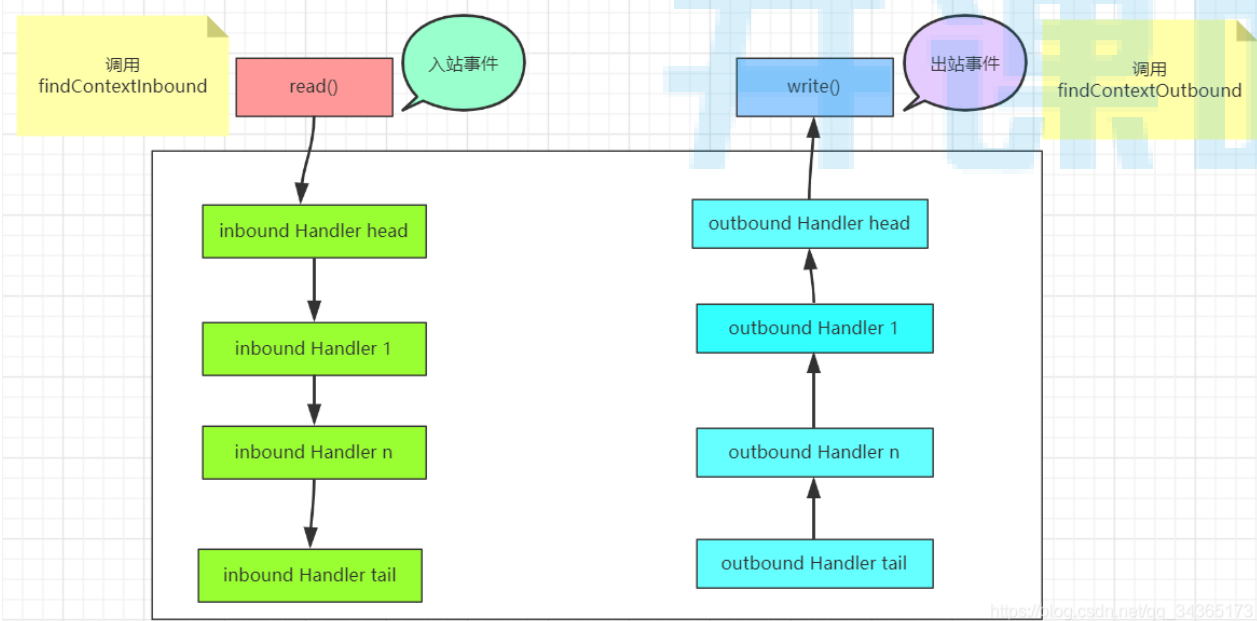 调用
findContextInbound
read()
入站事件
write()
出站事件
调用
findContextOutbound
开课
inbound Handler head
outbound Handler head
inbound Handler 1
outbound Handler 1
inbound Handler n
outbound Handler n
inbound Handler tail
outbound Handler tail
https://blog.csdn.net/qq_34365173